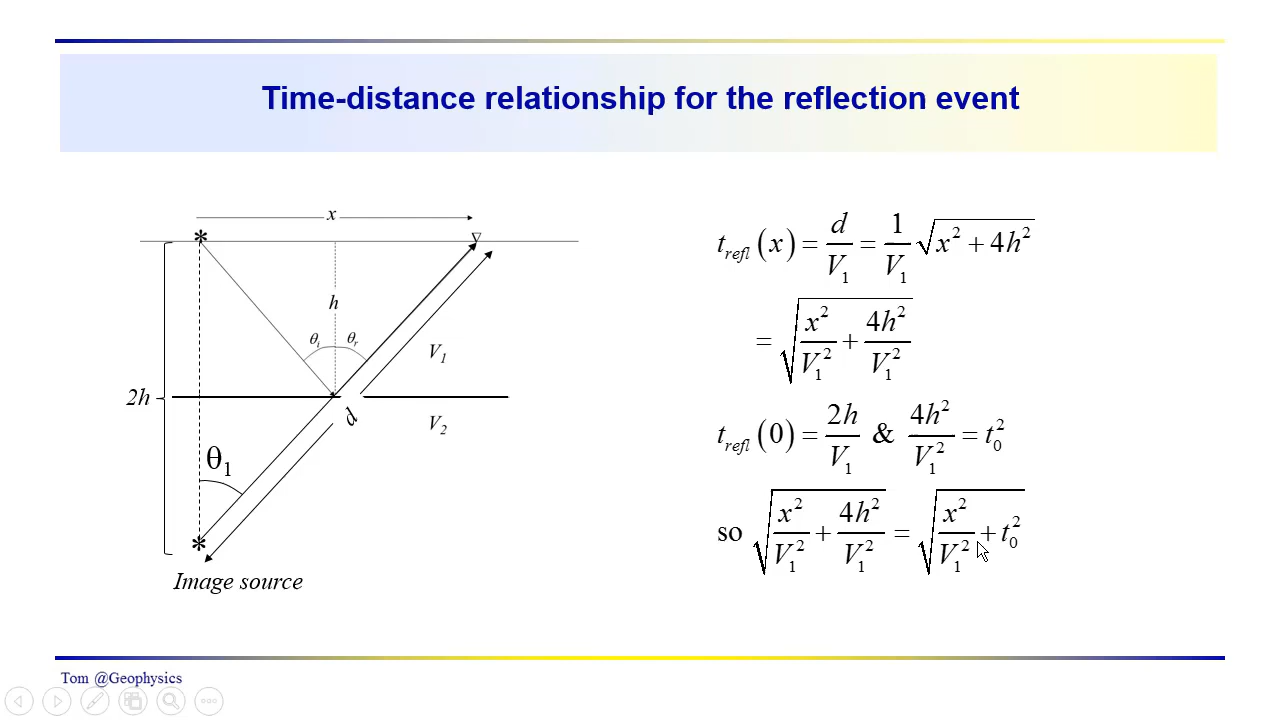 Time-distance relationship for the reflection event
x
*
h
θi θr
V1
2h
d
V2
θ1
*
Image source
t_refl (x) = d/V₁ = 1/V₁ √(x² + 4h²)
= √(x²/V₁² + 4h²/V₁²)
t_refl (0) = 2h/V₁ & 4h²/V₁² = t₀²
so √(x²/V₁² + 4h²/V₁²) = √(x²/V₁² + t₀²)
Tom @Geophysics